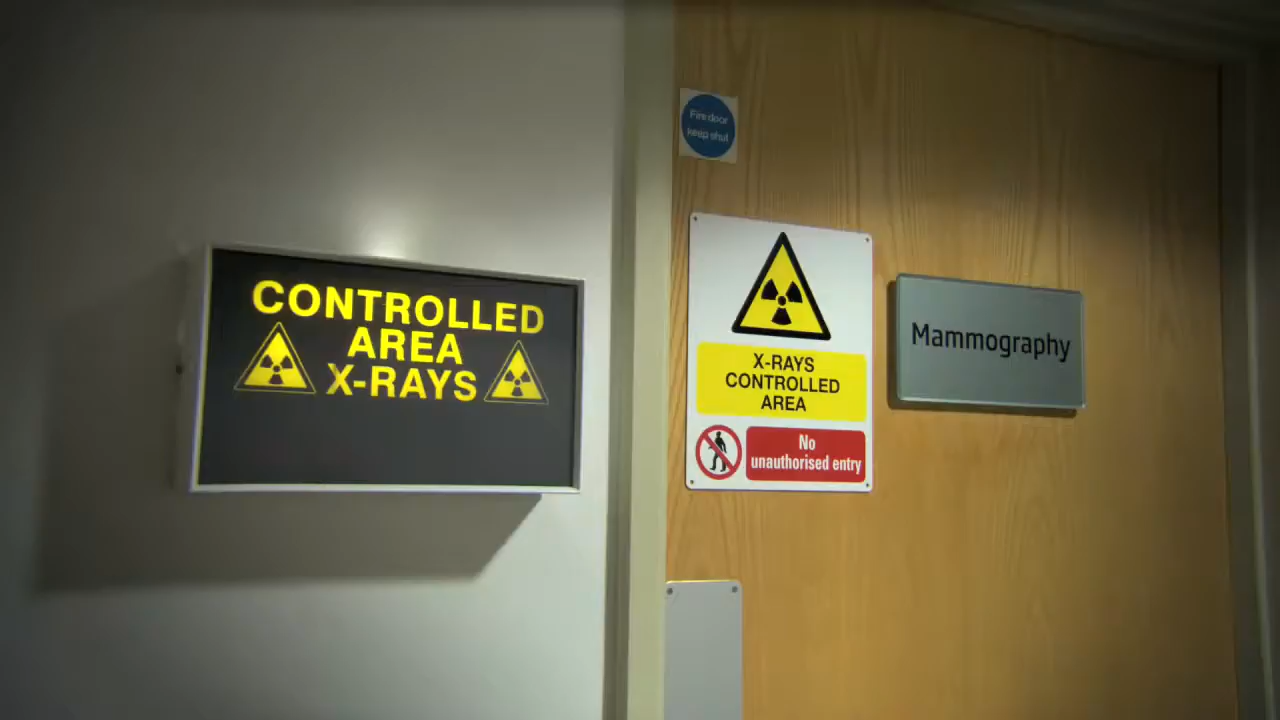 CONTROLLED
AREA
X-RAYS
Fire door
keep shut
X-RAYS
CONTROLLED
AREA
No
unauthorised entry
Mammography